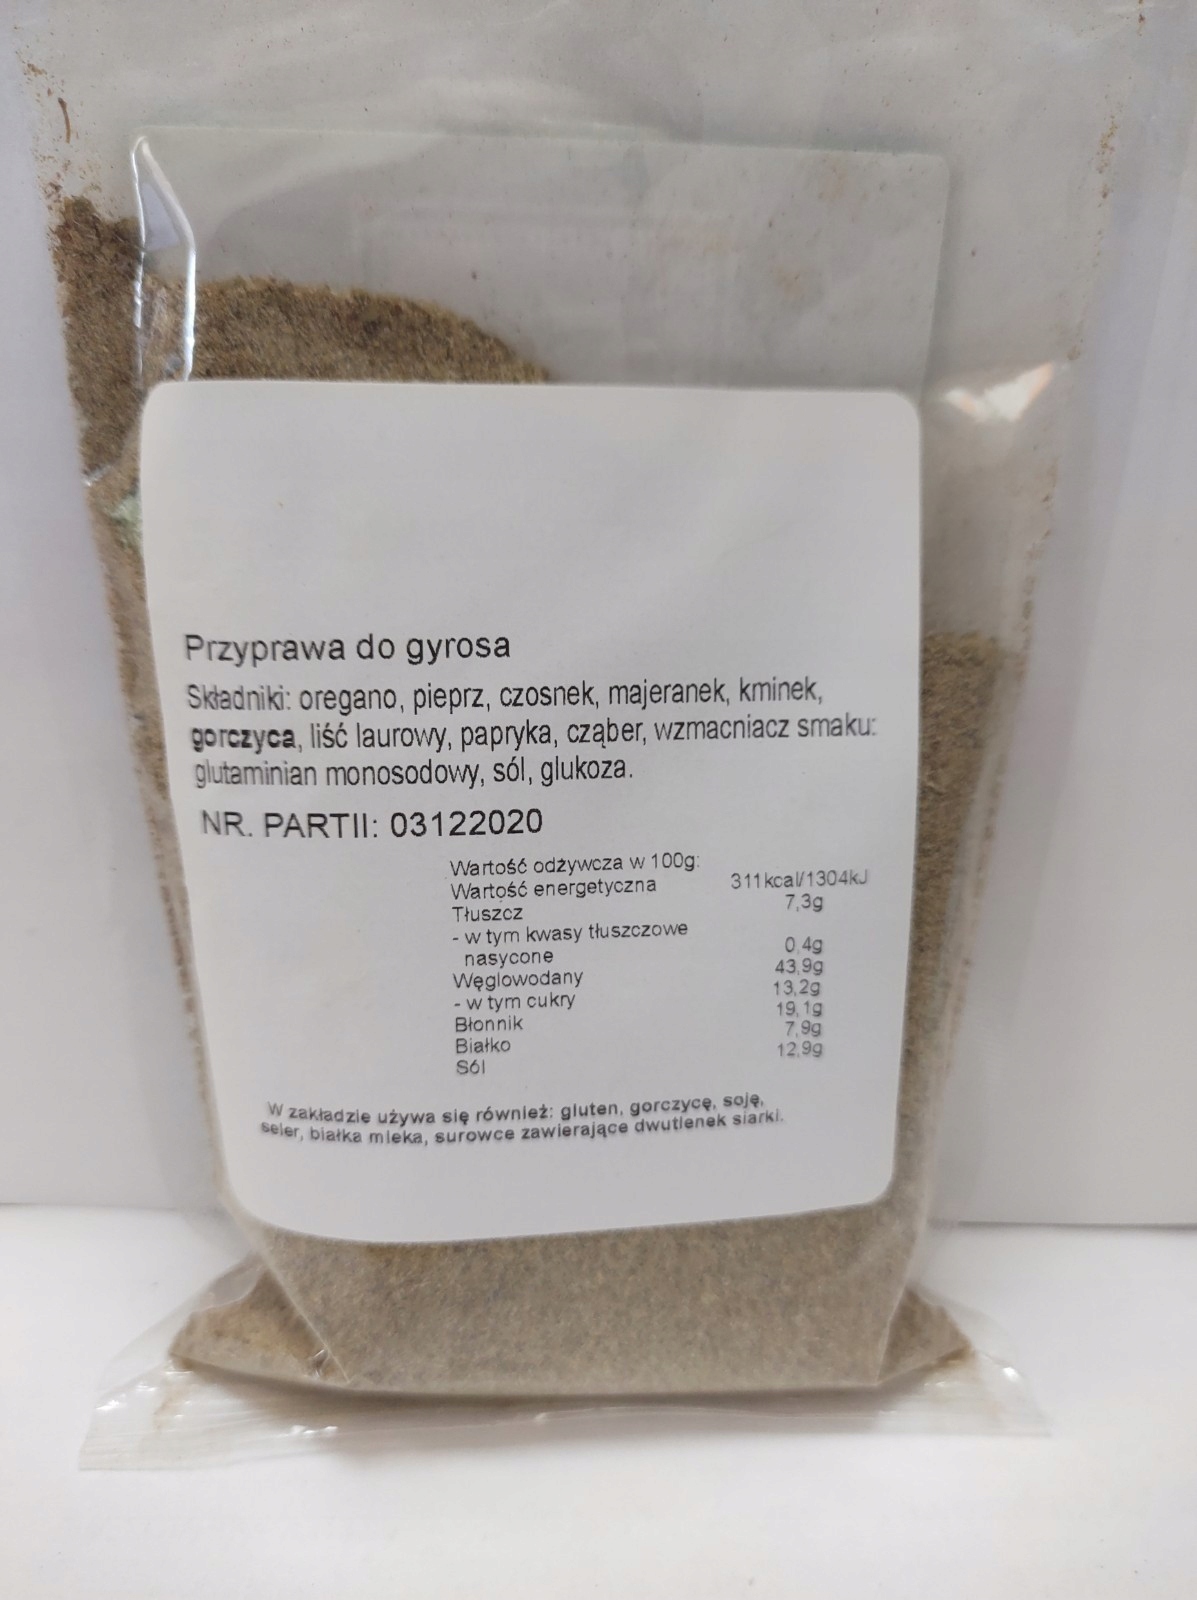 Przyprawa do gyrosa
Składniki: oregano, pieprz, czosnek, majeranek, kminek,
gorczyca, liść laurowy, papryka, cząber, wzmacniacz smaku:
glutaminian monosodowy, sól, glukoza.
NR. PARTII: 03122020
Wartość odżywcza w 100g:
Wartość energetyczna 311kcal/1304kJ
Tłuszcz 7,3g
- w tym kwasy tłuszczowe
nasycone 0,4g
Węglowodany 43,9g
- w tym cukry 13,2g
Błonnik 19,1g
Białko 7,9g
Sól 12,9g
W zakładzie używa się również: gluten, gorczycę, soję,
seler, białka mleka, surowce zawierające dwutlenek siarki.